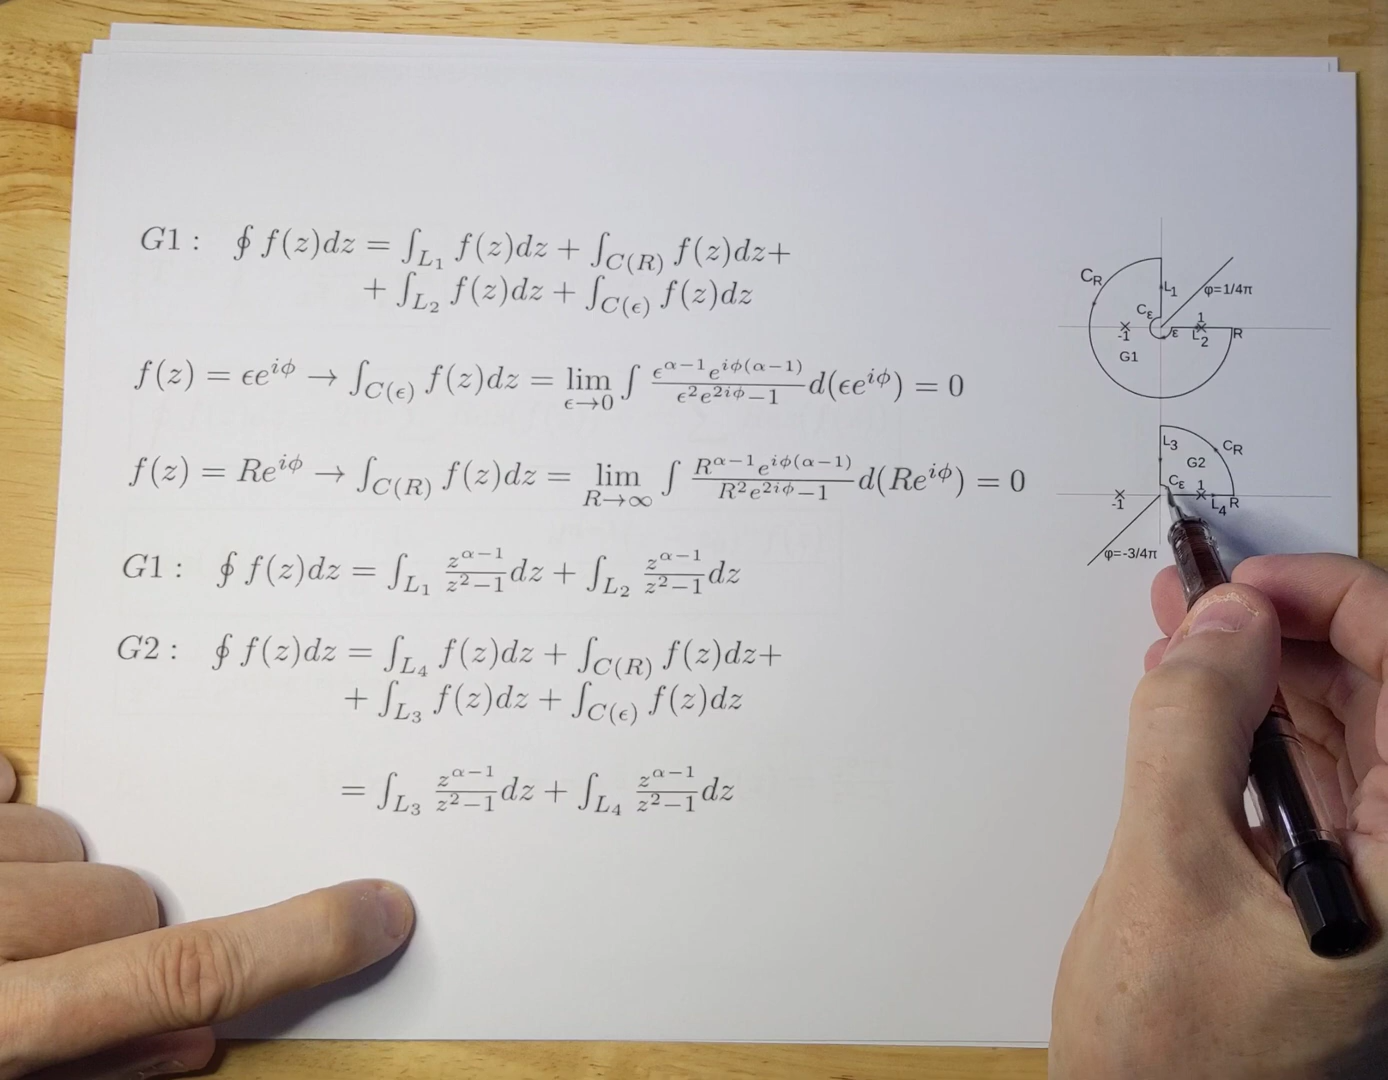 G1 : ∮ f(z)dz = ∫_{L_1} f(z)dz + ∫_{C(R)} f(z)dz+
+ ∫_{L_2} f(z)dz + ∫_{C(ϵ)} f(z)dz
f(z) = ϵe^{iϕ} → ∫_{C(ϵ)} f(z)dz = lim_{ϵ→0} ∫ \frac{ϵ^{α−1}e^{iϕ(α−1)}}{ϵ^2e^{2iϕ}−1} d(ϵe^{iϕ}) = 0
f(z) = Re^{iϕ} → ∫_{C(R)} f(z)dz = lim_{R→∞} ∫ \frac{R^{α−1}e^{iϕ(α−1)}}{R^2e^{2iϕ}−1} d(Re^{iϕ}) = 0
G1 : ∮ f(z)dz = ∫_{L_1} \frac{z^{α−1}}{z^2−1} dz + ∫_{L_2} \frac{z^{α−1}}{z^2−1} dz
G2 : ∮ f(z)dz = ∫_{L_4} f(z)dz + ∫_{C(R)} f(z)dz+
+ ∫_{L_3} f(z)dz + ∫_{C(ϵ)} f(z)dz
= ∫_{L_3} \frac{z^{α−1}}{z^2−1} dz + ∫_{L_4} \frac{z^{α−1}}{z^2−1} dz
C_R
L_1
φ=1/4π
C_ε
-1
ε
1
L_2
R
G1
L_3
C_R
G2
C_ε
1
-1
L_4
R
φ=-3/4π